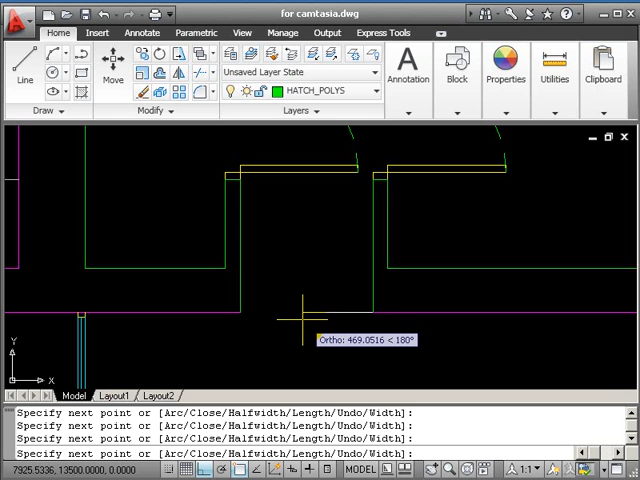 for camtasia.dwg
Home Insert Annotate Parametric View Manage Output Express Tools
Unsaved Layer State
HATCH_POLYS
Line Move Annotation Block Properties Utilities Clipboard
Draw Modify Layers
Ortho: 469.0516 < 180°
Y
X
Model Layout1 Layout2
Specify next point or [Arc/Close/Halfwidth/Length/Undo/Width]:
Specify next point or [Arc/Close/Halfwidth/Length/Undo/Width]:
Specify next point or [Arc/Close/Halfwidth/Length/Undo/Width]:
Specify next point or [Arc/Close/Halfwidth/Length/Undo/Width]:
7925.5336, 13500.0000, 0.0000 MODEL 1:1